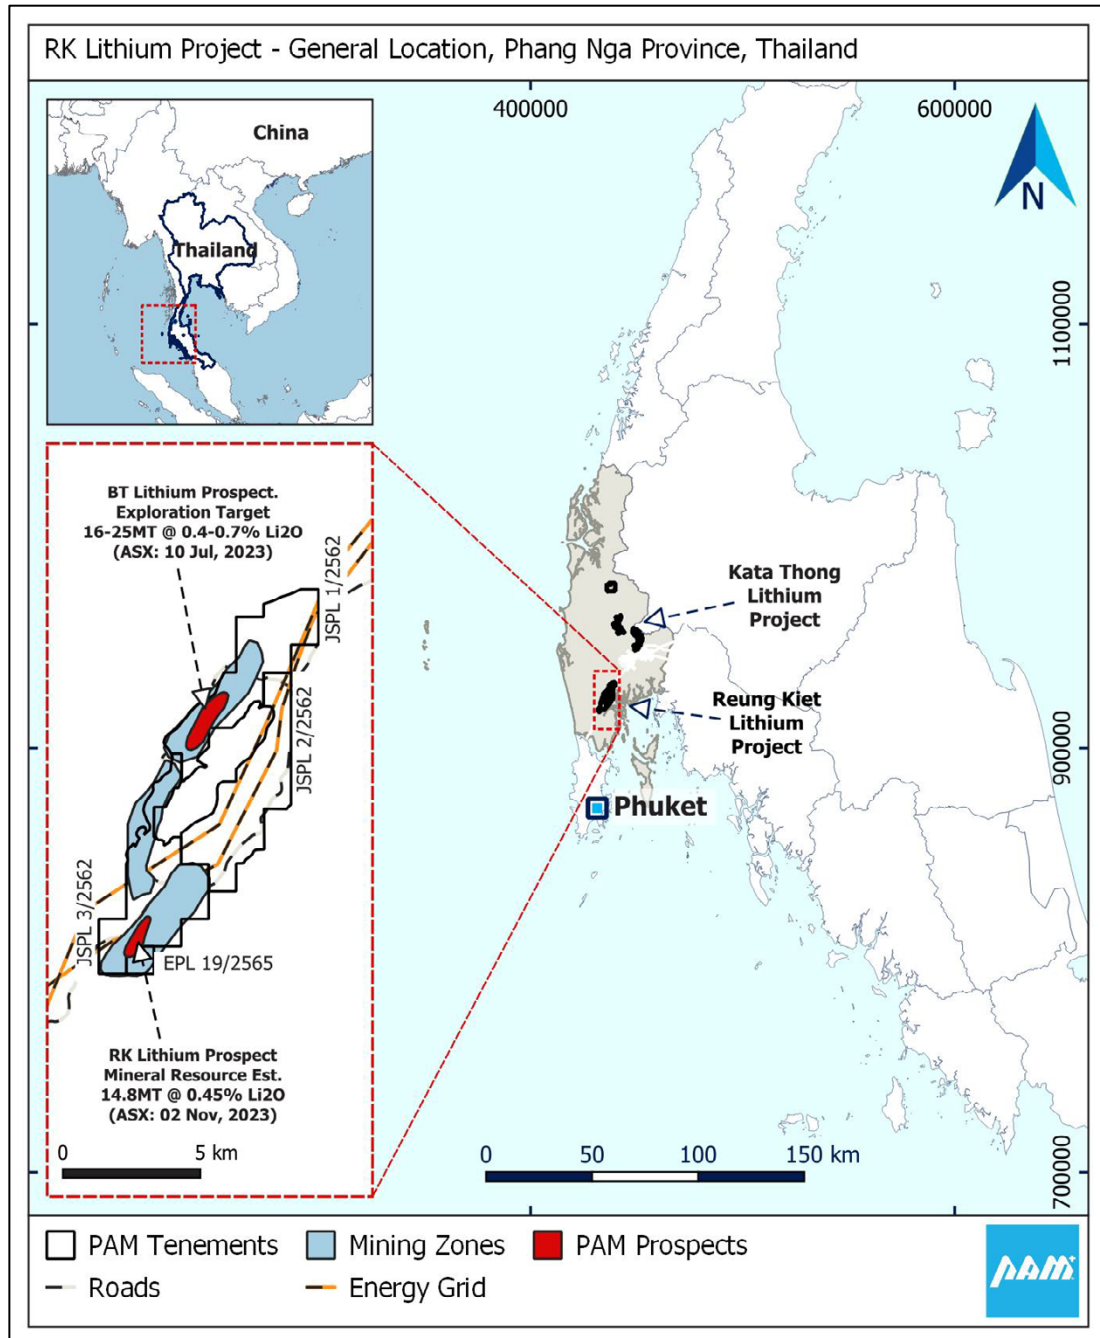 RK Lithium Project - General Location, Phang Nga Province, Thailand
400000
600000
N
China
Thailand
1100000
BT Lithium Prospect.
Exploration Target
16-25MT @ 0.4-0.7% Li2O
(ASX: 10 Jul, 2023)
JSPL 1/2562
JSPL 2/2562
JSPL 3/2562
EPL 19/2565
RK Lithium Prospect
Mineral Resource Est.
14.8MT @ 0.45% Li2O
(ASX: 02 Nov, 2023)
0
5 km
Kata Thong
Lithium
Project
Reung Kiet
Lithium
Project
Phuket
900000
0
50
100
150 km
700000
PAM Tenements
Mining Zones
PAM Prospects
Roads
Energy Grid
PAM